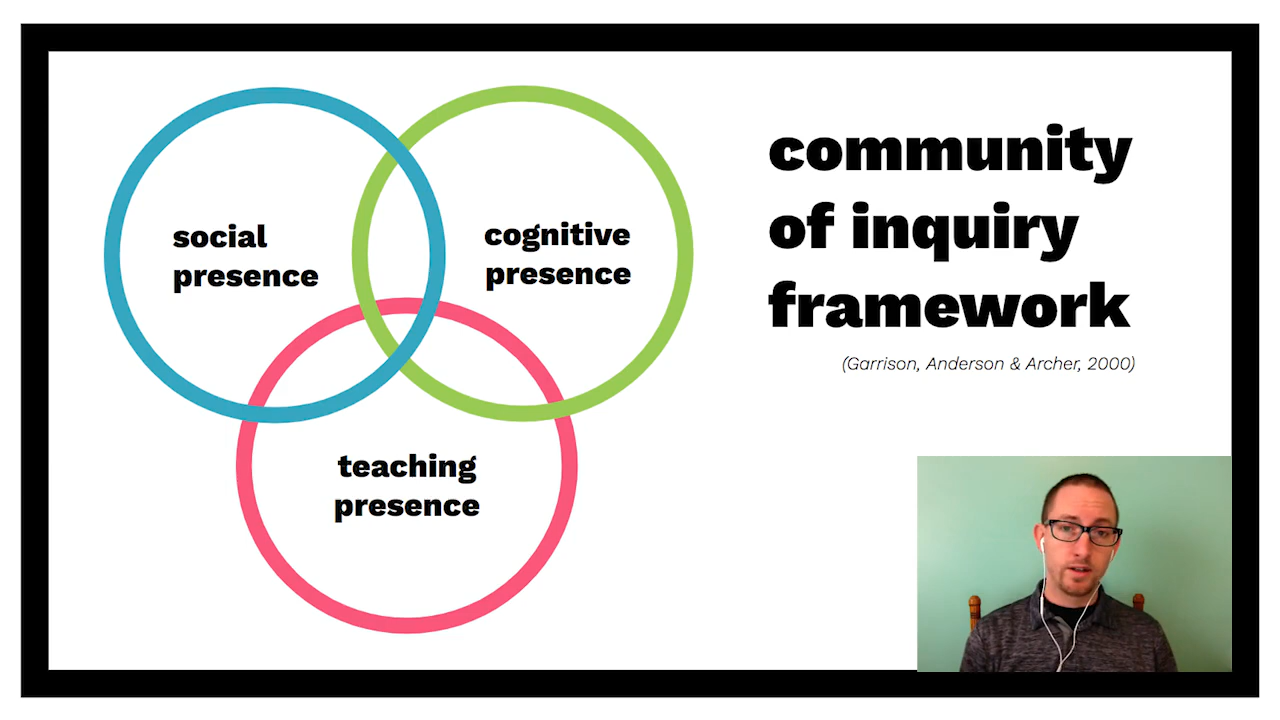 social
presence
cognitive
presence
teaching
presence
community
of inquiry
framework
(Garrison, Anderson & Archer, 2000)